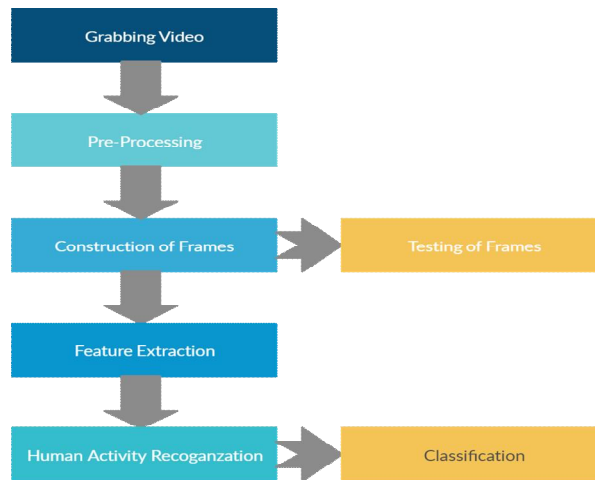 Grabbing Video
Pre-Processing
Construction of Frames
Testing of Frames
Feature Extraction
Human Activity Recoganzation
Classification